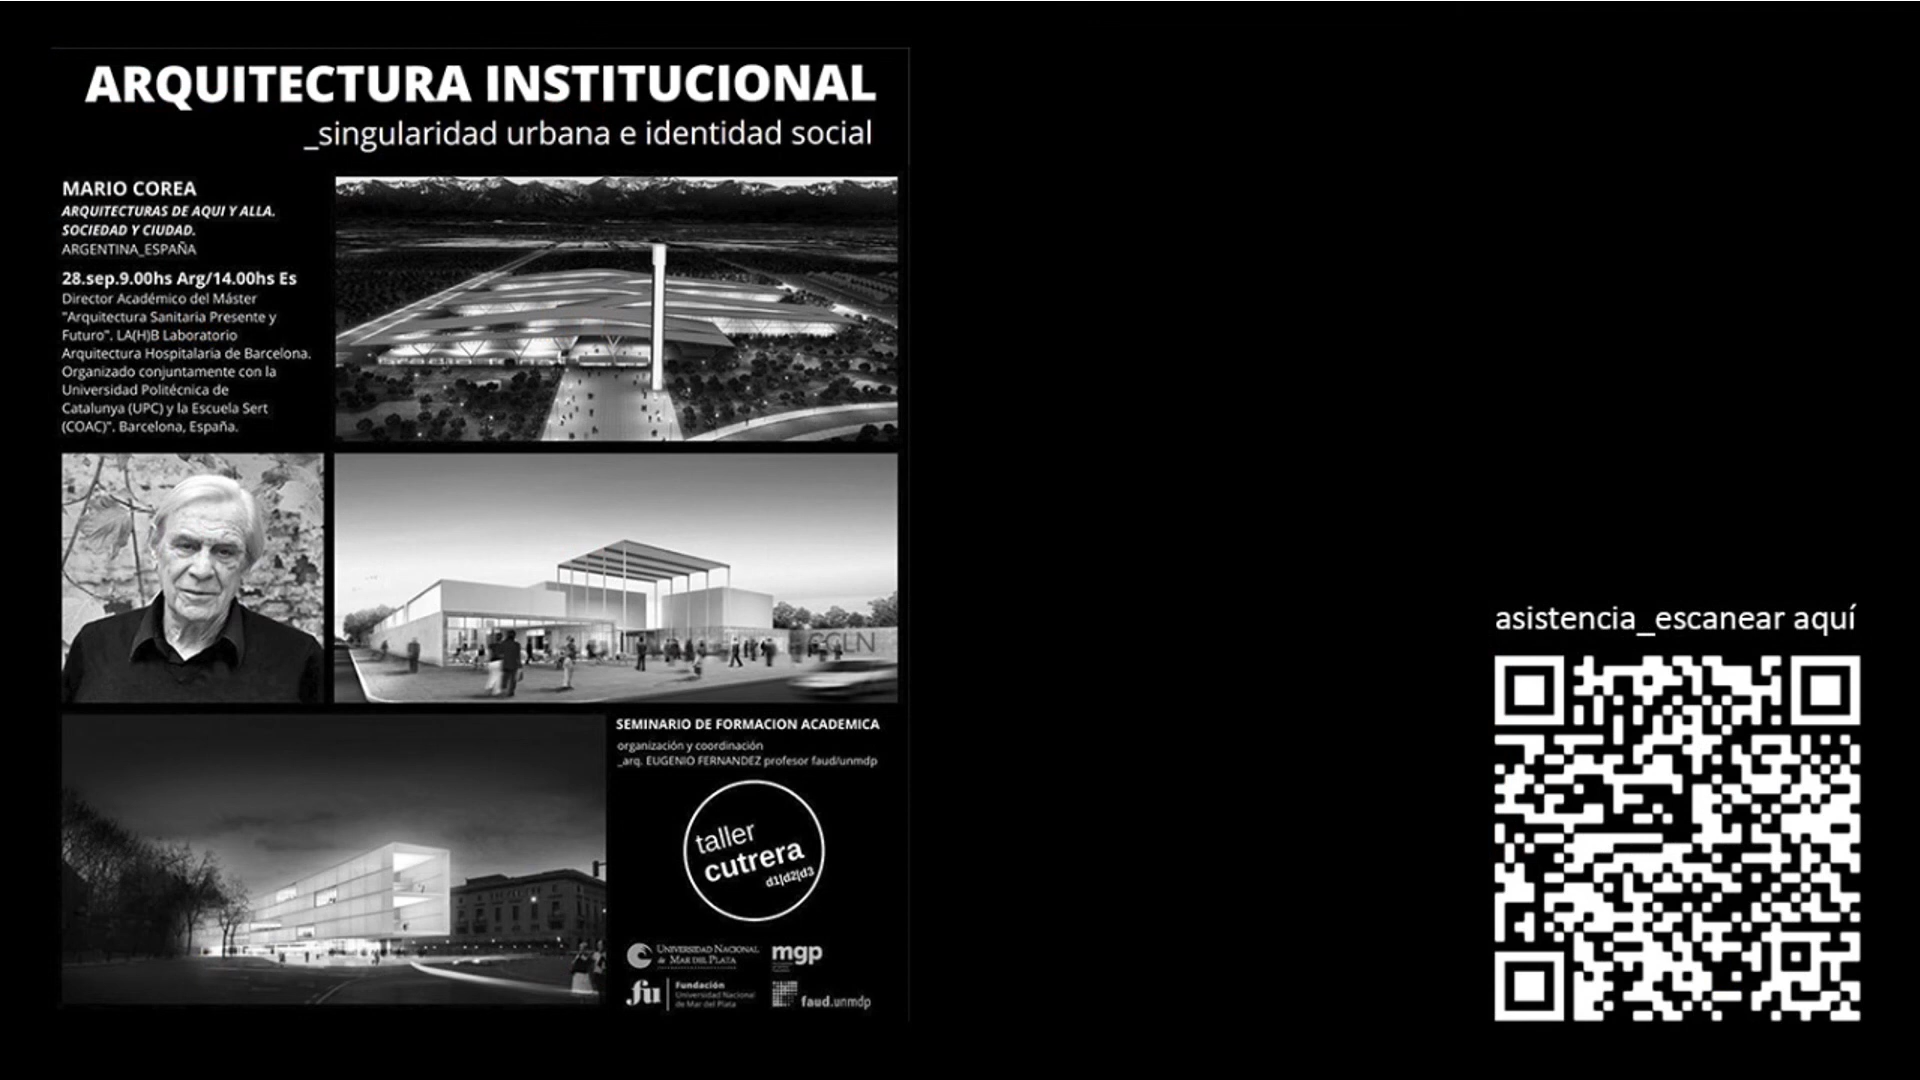 ARQUITECTURA INSTITUCIONAL
_singularidad urbana e identidad social
MARIO COREA
ARQUITECTURAS DE AQUI Y ALLA.
SOCIEDAD Y CIUDAD.
ARGENTINA_ESPAÑA
28.sep.9.00hs Arg/14.00hs Es
Director Académico del Máster
"Arquitectura Sanitaria Presente y
Futuro". LA(H)B Laboratorio
Arquitectura Hospitalaria de Barcelona.
Organizado conjuntamente con la
Universidad Politécnica de
Catalunya (UPC) y la Escuela Sert
(COAC)". Barcelona, España.
CCLN
SEMINARIO DE FORMACION ACADEMICA
organización y coordinación
_arq. EUGENIO FERNANDEZ profesor faud/unmdp
taller
cutrera
d1|d2|d3
UNIVERSIDAD NACIONAL
de MAR DEL PLATA
mgp
fu
Fundación
Universidad Nacional
de Mar del Plata
faud.unmdp
asistencia_escanear aquí